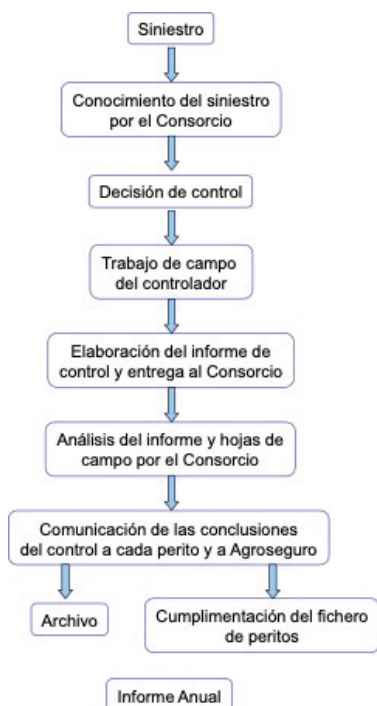 Siniestro
Conocimiento del siniestro
por el Consorcio
Decisión de control
Trabajo de campo
del controlador
Elaboración del informe de
control y entrega al Consorcio
Análisis del informe y hojas de
campo por el Consorcio
Comunicación de las conclusiones
del control a cada perito y a Agroseguro
Archivo
Cumplimentación del fichero
de peritos
Informe Anual